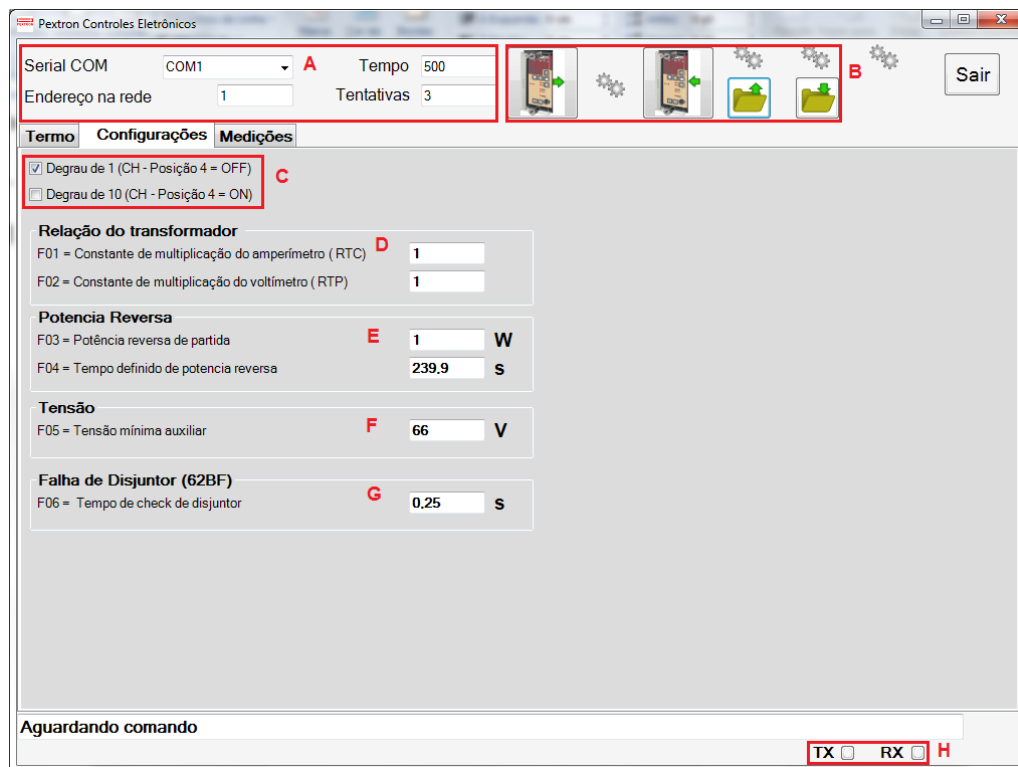 Pextron Controles Eletrônicos
Serial COM COM1 A Tempo 500
Endereço na rede 1 Tentativas 3
B
Sair
Termo Configurações Medições
Degrau de 1 (CH - Posição 4 = OFF)
C
Degrau de 10 (CH - Posição 4 = ON)
Relação do transformador
F01 = Constante de multiplicação do amperímetro ( RTC) D 1
F02 = Constante de multiplicação do voltímetro ( RTP) 1
Potencia Reversa
F03 = Potência reversa de partida E 1 W
F04 = Tempo definido de potencia reversa 239,9 s
Tensão
F05 = Tensão mínima auxiliar F 66 V
Falha de Disjuntor (62BF)
F06 = Tempo de check de disjuntor G 0,25 s
Aguardando comando
TX RX H